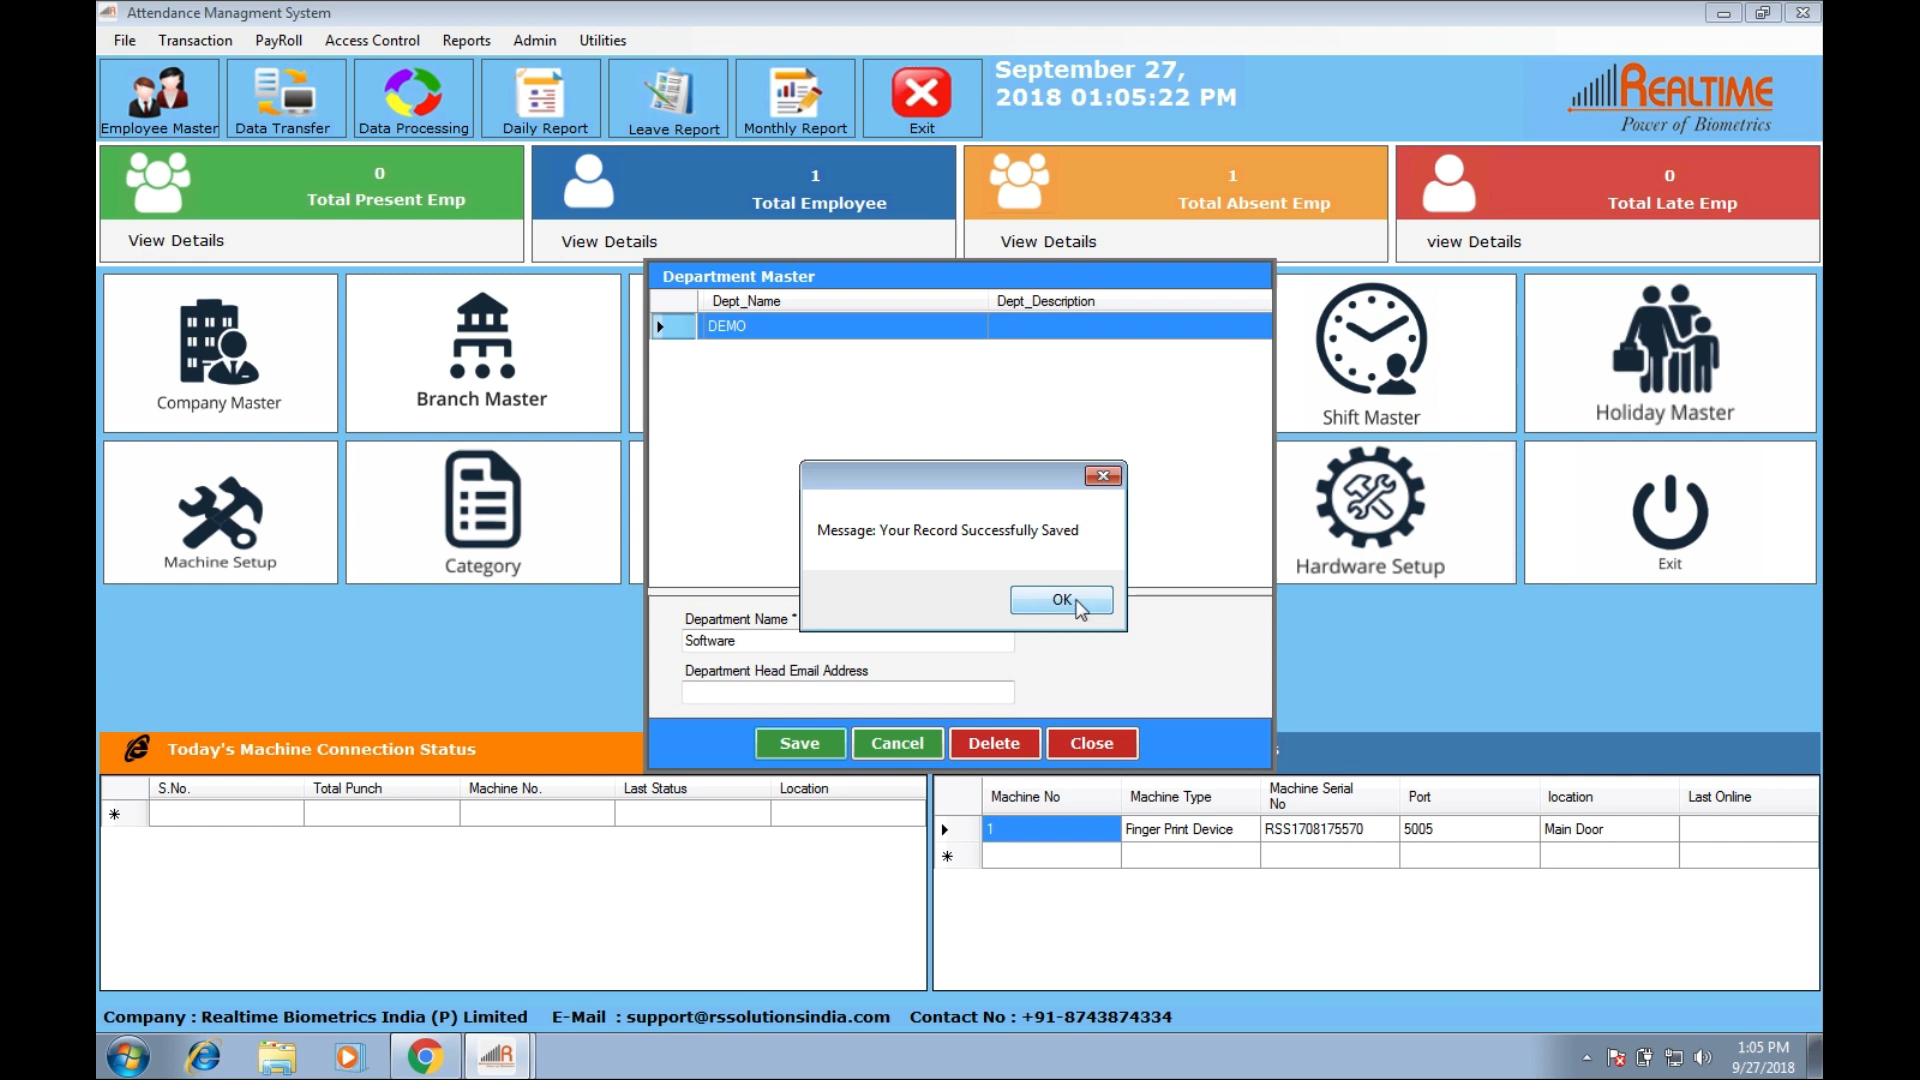 Attendance Managment System
File Transaction PayRoll Access Control Reports Admin Utilities
Employee Master Data Transfer Data Processing Daily Report Leave Report Monthly Report Exit
September 27,
2018 01:05:22 PM
REALTIME
Power of Biometrics
0
Total Present Emp
View Details
1
Total Employee
View Details
1
Total Absent Emp
View Details
0
Total Late Emp
view Details
Company Master
Branch Master
Shift Master
Holiday Master
Machine Setup
Category
Hardware Setup
Exit
Department Master
Dept_Name Dept_Description
DEMO
Message: Your Record Successfully Saved
OK
Department Name *
Software
Department Head Email Address
Save Cancel Delete Close
Today's Machine Connection Status
s
S.No. Total Punch Machine No. Last Status Location
Machine No Machine Type Machine Serial No Port location Last Online
1 Finger Print Device RSS1708175570 5005 Main Door
Company : Realtime Biometrics India (P) Limited E-Mail : support@rssolutionsindia.com Contact No : +91-8743874334
1:05 PM
9/27/2018